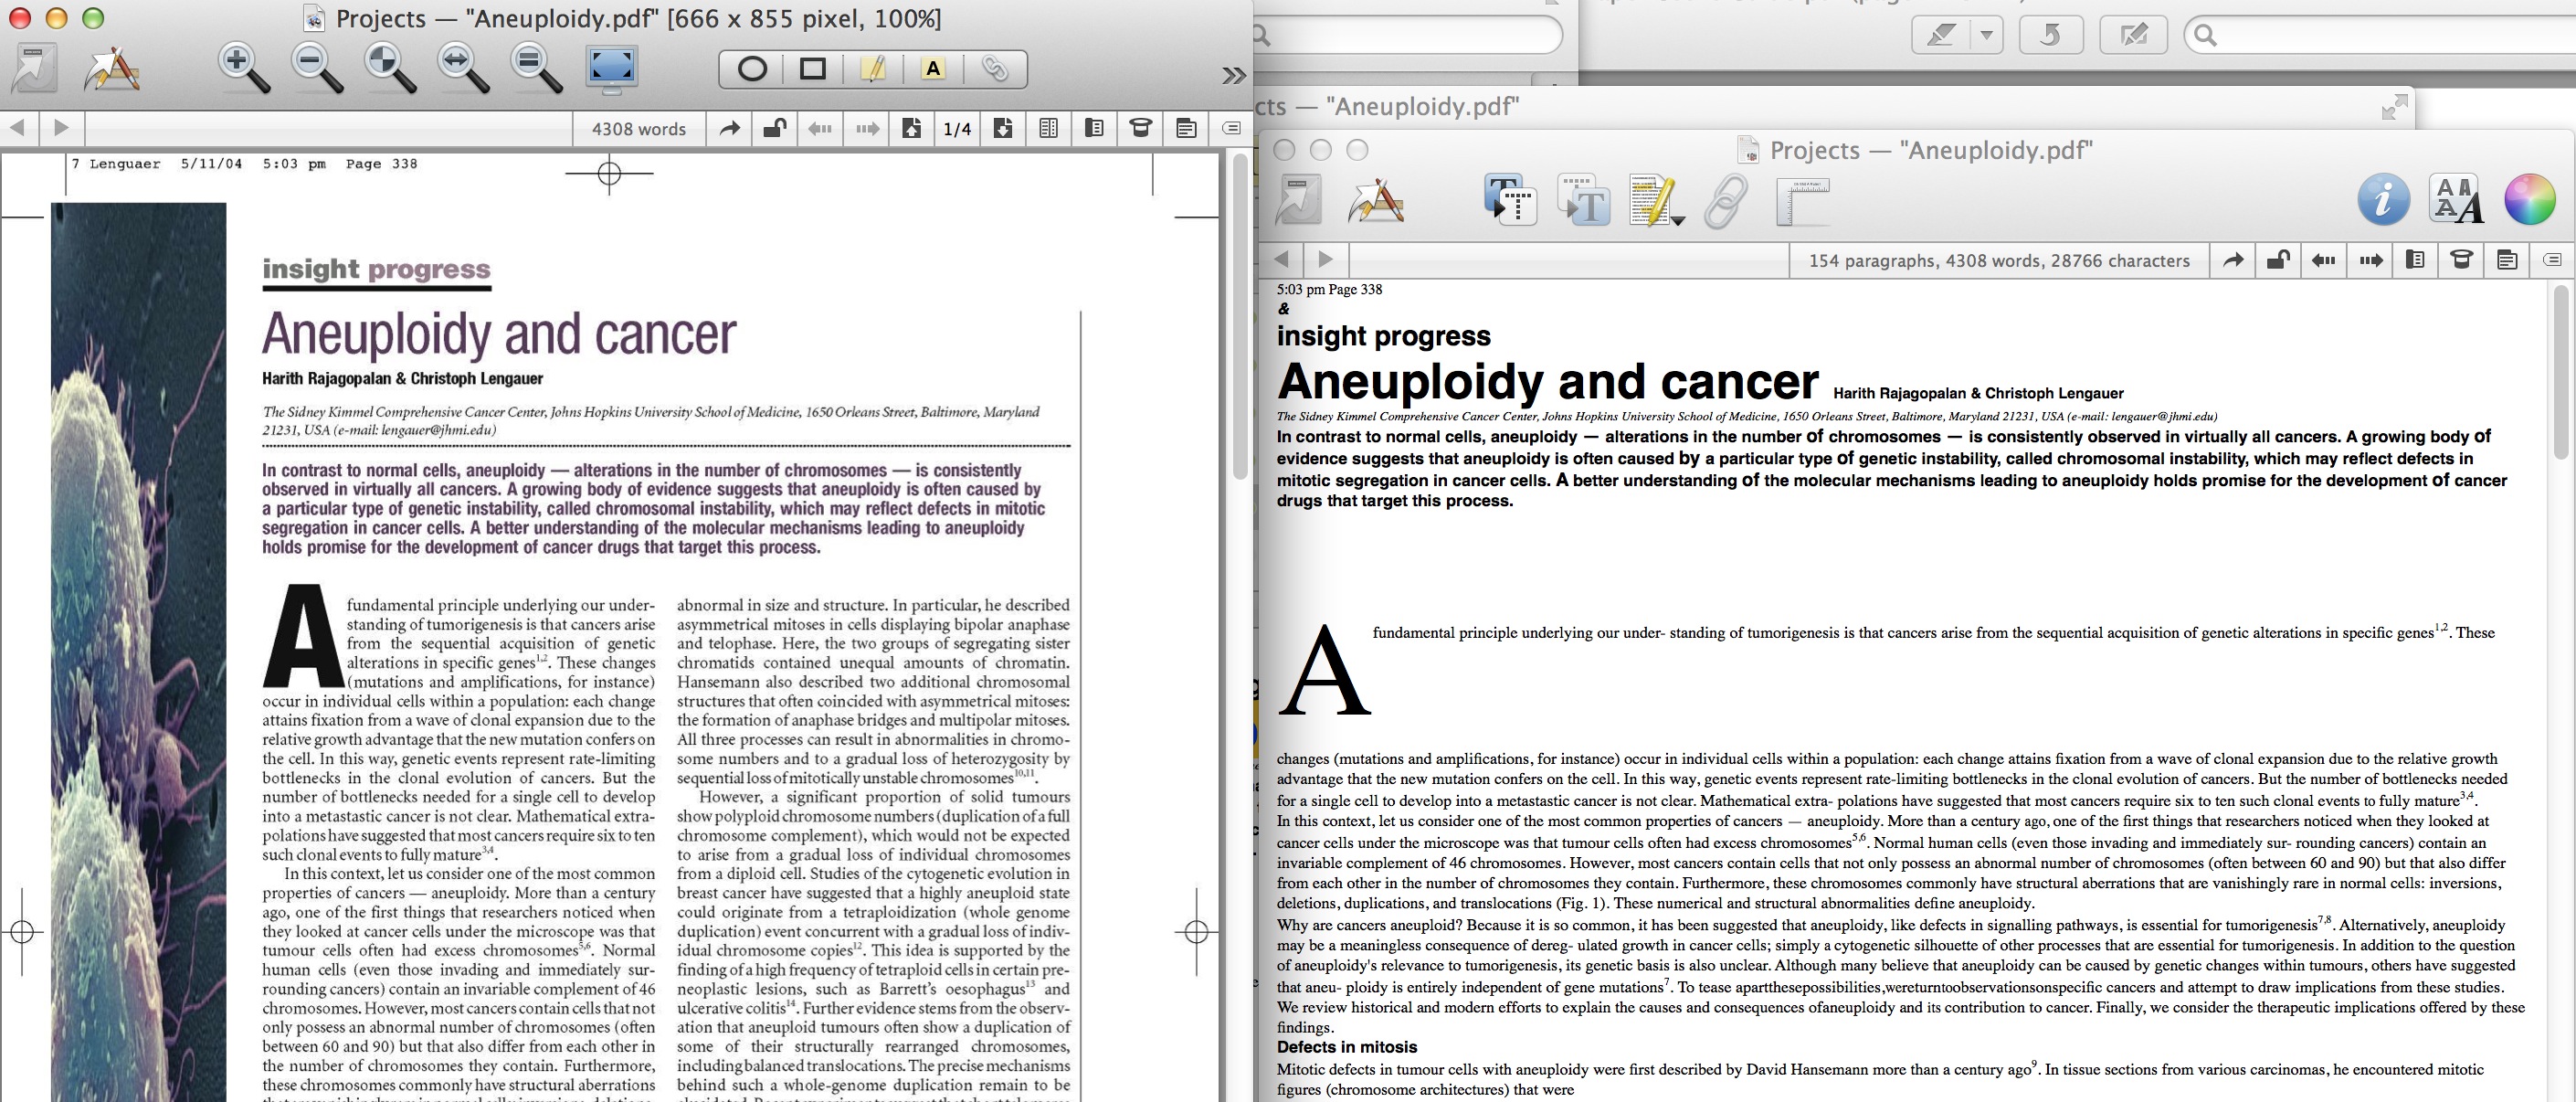 Projects — "Aneuploidy.pdf" [666 x 855 pixel, 100%]
A
4308 words
1/4
7 Lenguaer 5/11/04 5:03 pm Page 338
insight progress
Aneuploidy and cancer
Harith Rajagopalan & Christoph Lengauer
The Sidney Kimmel Comprehensive Cancer Center, Johns Hopkins University School of Medicine, 1650 Orleans Street, Baltimore, Maryland
21231, USA (e-mail: lengauer@jhmi.edu)
In contrast to normal cells, aneuploidy — alterations in the number of chromosomes — is consistently
observed in virtually all cancers. A growing body of evidence suggests that aneuploidy is often caused by
a particular type of genetic instability, called chromosomal instability, which may reflect defects in mitotic
segregation in cancer cells. A better understanding of the molecular mechanisms leading to aneuploidy
holds promise for the development of cancer drugs that target this process.
A
fundamental principle underlying our under-
standing of tumorigenesis is that cancers arise
from the sequential acquisition of genetic
alterations in specific genes1,2. These changes
(mutations and amplifications, for instance)
occur in individual cells within a population: each change
attains fixation from a wave of clonal expansion due to the
relative growth advantage that the new mutation confers on
the cell. In this way, genetic events represent rate-limiting
bottlenecks in the clonal evolution of cancers. But the
number of bottlenecks needed for a single cell to develop
into a metastastic cancer is not clear. Mathematical extra-
polations have suggested that most cancers require six to ten
such clonal events to fully mature3,4.
In this context, let us consider one of the most common
properties of cancers — aneuploidy. More than a century
ago, one of the first things that researchers noticed when
they looked at cancer cells under the microscope was that
tumour cells often had excess chromosomes5,6. Normal
human cells (even those invading and immediately sur-
rounding cancers) contain an invariable complement of 46
chromosomes. However, most cancers contain cells that not
only possess an abnormal number of chromosomes (often
between 60 and 90) but that also differ from each other in
the number of chromosomes they contain. Furthermore,
these chromosomes commonly have structural aberrations
abnormal in size and structure. In particular, he described
asymmetrical mitoses in cells displaying bipolar anaphase
and telophase. Here, the two groups of segregating sister
chromatids contained unequal amounts of chromatin.
Hansemann also described two additional chromosomal
structures that often coincided with asymmetrical mitoses:
the formation of anaphase bridges and multipolar mitoses.
All three processes can result in abnormalities in chromo-
some numbers and to a gradual loss of heterozygosity by
sequential loss of mitotically unstable chromosomes10,11.
However, a significant proportion of solid tumours
show polyploid chromosome numbers (duplication of a full
chromosome complement), which would not be expected
to arise from a gradual loss of individual chromosomes
from a diploid cell. Studies of the cytogenetic evolution in
breast cancer have suggested that a highly aneuploid state
could originate from a tetraploidization (whole genome
duplication) event concurrent with a gradual loss of indiv-
idual chromosome copies12. This idea is supported by the
finding of a high frequency of tetraploid cells in certain pre-
neoplastic lesions, such as Barrett's oesophagus13 and
ulcerative colitis14. Further evidence stems from the observ-
ation that aneuploid tumours often show a duplication of
some of their structurally rearranged chromosomes,
including balanced translocations. The precise mechanisms
behind such a whole-genome duplication remain to be
cts — "Aneuploidy.pdf"
Projects — "Aneuploidy.pdf"
154 paragraphs, 4308 words, 28766 characters
5:03 pm Page 338
&
insight progress
Aneuploidy and cancer Harith Rajagopalan & Christoph Lengauer
The Sidney Kimmel Comprehensive Cancer Center, Johns Hopkins University School of Medicine, 1650 Orleans Street, Baltimore, Maryland 21231, USA (e-mail: lengauer@jhmi.edu)
In contrast to normal cells, aneuploidy — alterations in the number of chromosomes — is consistently observed in virtually all cancers. A growing body of
evidence suggests that aneuploidy is often caused by a particular type of genetic instability, called chromosomal instability, which may reflect defects in
mitotic segregation in cancer cells. A better understanding of the molecular mechanisms leading to aneuploidy holds promise for the development of cancer
drugs that target this process.
A fundamental principle underlying our under- standing of tumorigenesis is that cancers arise from the sequential acquisition of genetic alterations in specific genes1,2. These
changes (mutations and amplifications, for instance) occur in individual cells within a population: each change attains fixation from a wave of clonal expansion due to the relative growth
advantage that the new mutation confers on the cell. In this way, genetic events represent rate-limiting bottlenecks in the clonal evolution of cancers. But the number of bottlenecks needed
for a single cell to develop into a metastastic cancer is not clear. Mathematical extra- polations have suggested that most cancers require six to ten such clonal events to fully mature3,4.
In this context, let us consider one of the most common properties of cancers — aneuploidy. More than a century ago, one of the first things that researchers noticed when they looked at
cancer cells under the microscope was that tumour cells often had excess chromosomes5,6. Normal human cells (even those invading and immediately sur- rounding cancers) contain an
invariable complement of 46 chromosomes. However, most cancers contain cells that not only possess an abnormal number of chromosomes (often between 60 and 90) but that also differ
from each other in the number of chromosomes they contain. Furthermore, these chromosomes commonly have structural aberrations that are vanishingly rare in normal cells: inversions,
deletions, duplications, and translocations (Fig. 1). These numerical and structural abnormalities define aneuploidy.
Why are cancers aneuploid? Because it is so common, it has been suggested that aneuploidy, like defects in signalling pathways, is essential for tumorigenesis7,8. Alternatively, aneuploidy
may be a meaningless consequence of dereg- ulated growth in cancer cells; simply a cytogenetic silhouette of other processes that are essential for tumorigenesis. In addition to the question
of aneuploidy's relevance to tumorigenesis, its genetic basis is also unclear. Although many believe that aneuploidy can be caused by genetic changes within tumours, others have suggested
that aneu- ploidy is entirely independent of gene mutations7. To tease apartthesepossibilities,wereturntoobservationsonspecific cancers and attempt to draw implications from these studies.
We review historical and modern efforts to explain the causes and consequences ofaneuploidy and its contribution to cancer. Finally, we consider the therapeutic implications offered by these
findings.
Defects in mitosis
Mitotic defects in tumour cells with aneuploidy were first described by David Hansemann more than a century ago9. In tissue sections from various carcinomas, he encountered mitotic
figures (chromosome architectures) that were